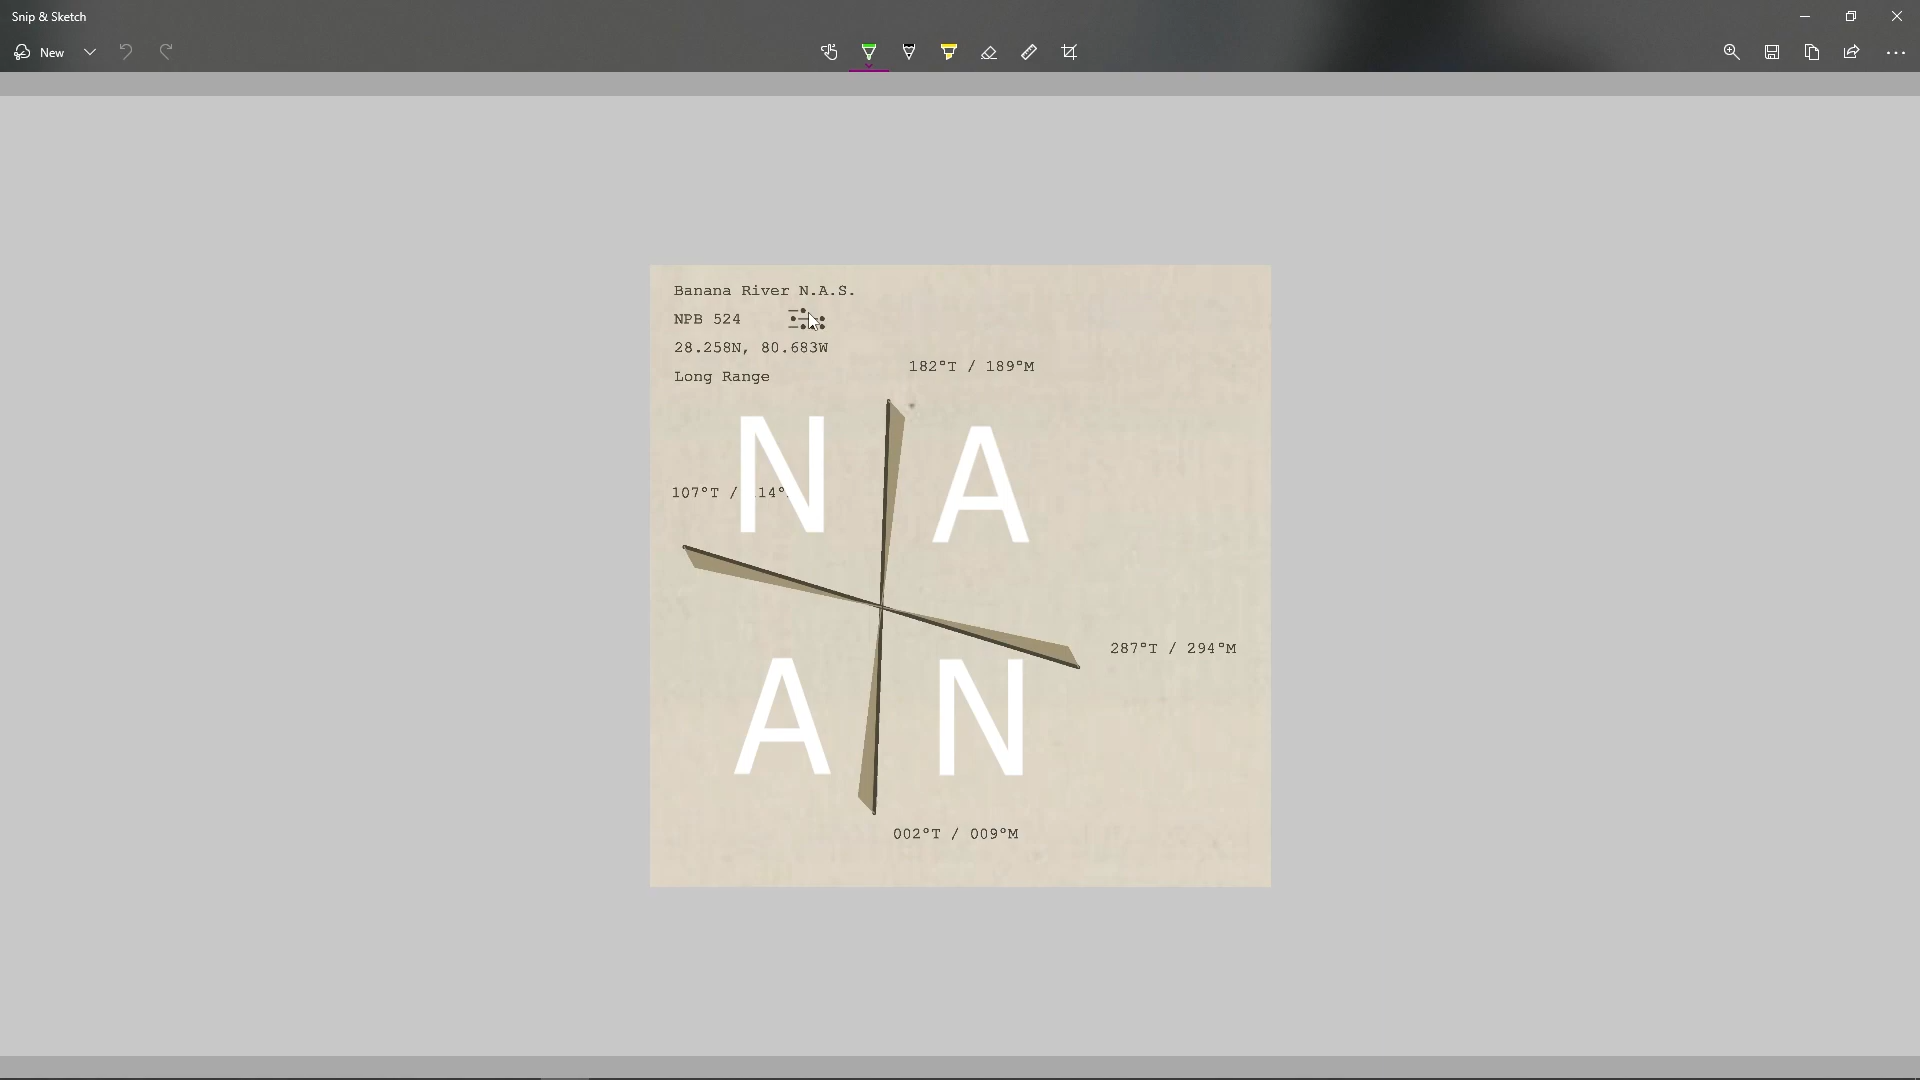 Snip & Sketch
New
Banana River N.A.S.
NPB 524
28.258N, 80.683W
Long Range
182°T / 189°M
N A
107°T / 14°
287°T / 294°M
A N
002°T / 009°M